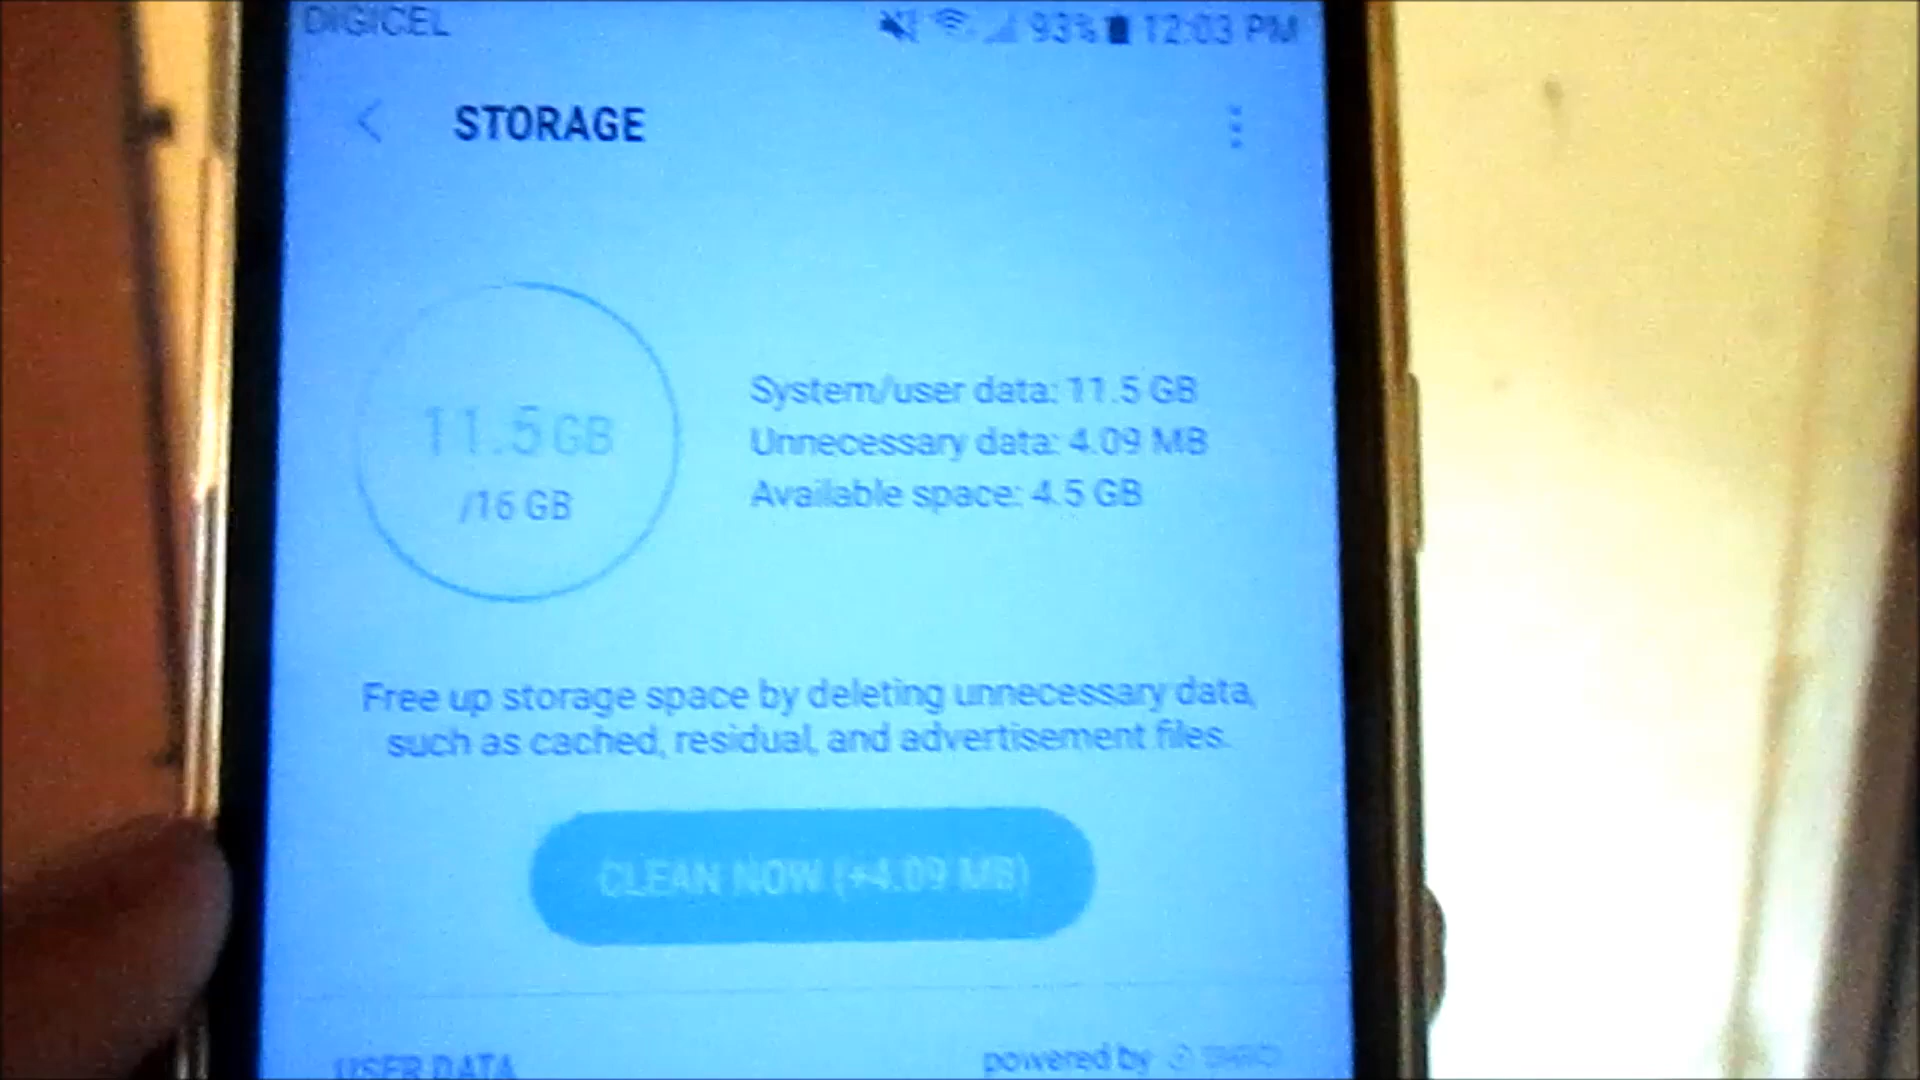 DIGICEL 93% 12:03 PM
STORAGE
11.5 GB
/16 GB
System/user data: 11.5 GB
Unnecessary data: 4.09 MB
Available space: 4.5 GB
Free up storage space by deleting unnecessary data,
such as cached, residual, and advertisement files.
CLEAN NOW (+4.09 MB)
USER DATA
powered by